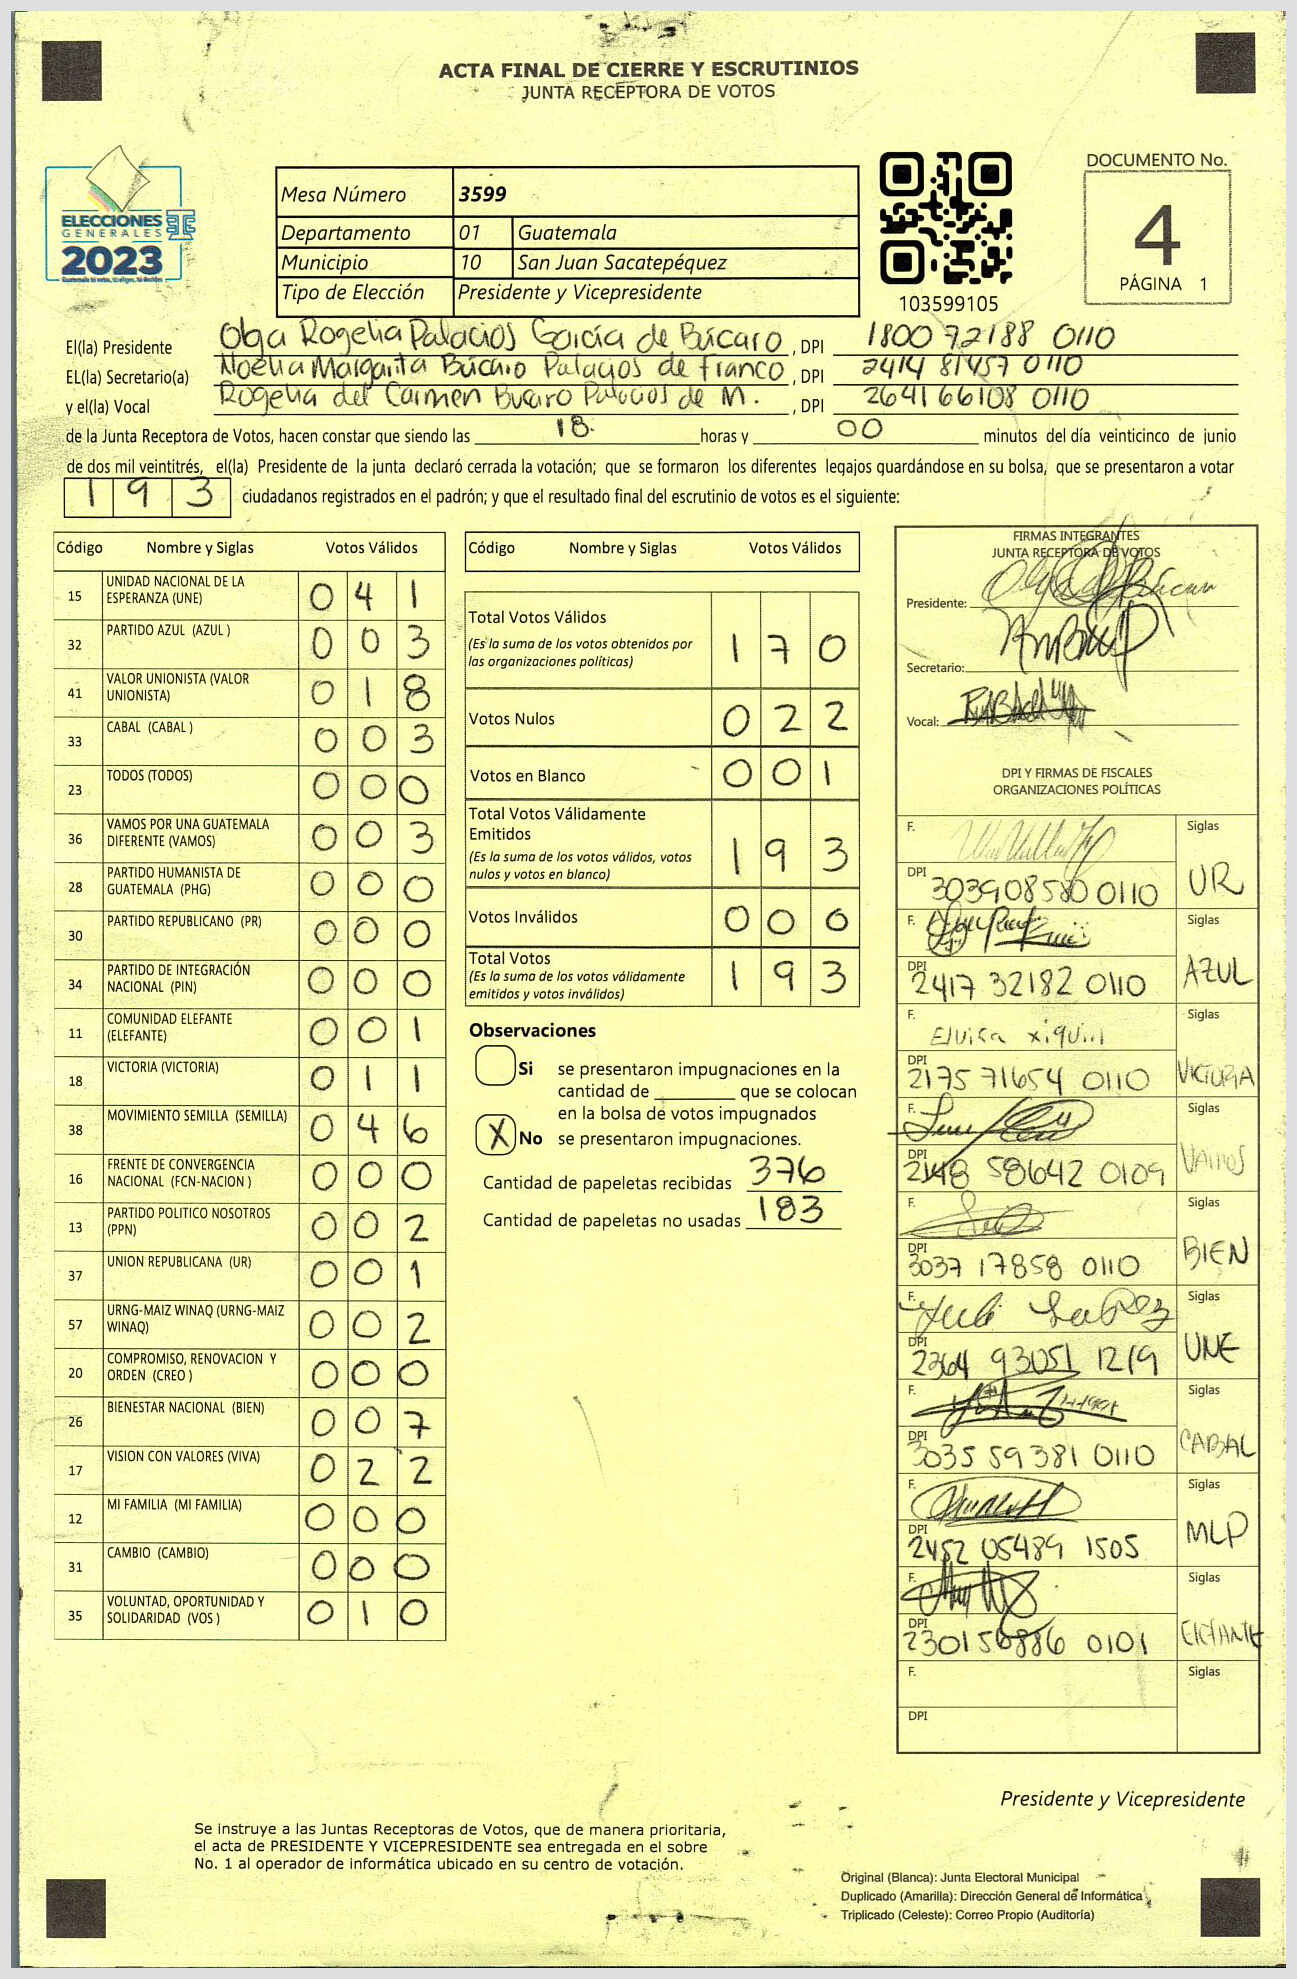 ACTA FINAL DE CIERRE Y ESCRUTINIOS
JUNTA RECEPTORA DE VOTOS
ELECCIONES
GENERALES
2023
Mesa Número 3599
Departamento 01 Guatemala
Municipio 10 San Juan Sacatepéquez
Tipo de Elección Presidente y Vicepresidente
103599105
DOCUMENTO No.
4
PÁGINA 1
El(la) Presidente Olga Rogelia Palacios García de Búcaro , DPI 1800 72188 0110
EL(la) Secretario(a) Noelia Margarita Búcaro Palacios de Franco , DPI 2414 81457 0110
y el(la) Vocal Rogelia del Carmen Bucaro Palacios de M. , DPI 2641 66108 0110
de la Junta Receptora de Votos, hacen constar que siendo las 18 horas y 00 minutos del día veinticinco de junio
de dos mil veintitrés, el(la) Presidente de la junta declaró cerrada la votación; que se formaron los diferentes legajos guardándose en su bolsa, que se presentaron a votar
193 ciudadanos registrados en el padrón; y que el resultado final del escrutinio de votos es el siguiente:
Código Nombre y Siglas Votos Válidos
15 UNIDAD NACIONAL DE LA ESPERANZA (UNE) 0 4 1
32 PARTIDO AZUL (AZUL ) 0 0 3
41 VALOR UNIONISTA (VALOR UNIONISTA) 0 1 8
33 CABAL (CABAL ) 0 0 3
23 TODOS (TODOS) 0 0 0
36 VAMOS POR UNA GUATEMALA DIFERENTE (VAMOS) 0 0 3
28 PARTIDO HUMANISTA DE GUATEMALA (PHG) 0 0 0
30 PARTIDO REPUBLICANO (PR) 0 0 0
34 PARTIDO DE INTEGRACIÓN NACIONAL (PIN) 0 0 0
11 COMUNIDAD ELEFANTE (ELEFANTE) 0 0 1
18 VICTORIA (VICTORIA) 0 1 1
38 MOVIMIENTO SEMILLA (SEMILLA) 0 4 6
16 FRENTE DE CONVERGENCIA NACIONAL (FCN-NACION ) 0 0 0
13 PARTIDO POLITICO NOSOTROS (PPN) 0 0 2
37 UNION REPUBLICANA (UR) 0 0 1
57 URNG-MAIZ WINAQ (URNG-MAIZ WINAQ) 0 0 2
20 COMPROMISO, RENOVACION Y ORDEN (CREO ) 0 0 0
26 BIENESTAR NACIONAL (BIEN) 0 0 7
17 VISION CON VALORES (VIVA) 0 2 2
12 MI FAMILIA (MI FAMILIA) 0 0 0
31 CAMBIO (CAMBIO) 0 0 0
35 VOLUNTAD, OPORTUNIDAD Y SOLIDARIDAD (VOS ) 0 1 0
Código Nombre y Siglas Votos Válidos
Total Votos Válidos 1 7 0
(Es la suma de los votos obtenidos por
las organizaciones políticas)
Votos Nulos 0 2 2
Votos en Blanco 0 0 1
Total Votos Válidamente
Emitidos 1 9 3
(Es la suma de los votos válidos, votos
nulos y votos en blanco)
Votos Inválidos 0 0 0
Total Votos 1 9 3
(Es la suma de los votos válidamente
emitidos y votos inválidos)
Observaciones
Si se presentaron impugnaciones en la
cantidad de ________ que se colocan
en la bolsa de votos impugnados
X No se presentaron impugnaciones.
Cantidad de papeletas recibidas 376
Cantidad de papeletas no usadas 183
FIRMAS INTEGRANTES
JUNTA RECEPTORA DE VOTOS
Presidente:
Secretario:
Vocal:
DPI Y FIRMAS DE FISCALES
ORGANIZACIONES POLÍTICAS
F. Siglas
DPI 3039085800110 UR
F. Siglas
DPI 2417 32182 0110 AZUL
F. Elvisa xiquin Siglas
DPI 2175 71654 0110 VICTORIA
F. Siglas
DPI 2148 58642 0109 VAMOS
F. Siglas
DPI 3037 17858 0110 BIEN
F. Siglas
DPI 2364 93051 1219 UNE
F. Siglas
DPI 3035 59381 0110 CABAL
F. Siglas
DPI 2452 05489 1505 MLP
F. Siglas
DPI 2301 56886 0101 ElEfANTE
F. Siglas
DPI
Presidente y Vicepresidente
Se instruye a las Juntas Receptoras de Votos, que de manera prioritaria,
el acta de PRESIDENTE Y VICEPRESIDENTE sea entregada en el sobre
No. 1 al operador de informática ubicado en su centro de votación.
Original (Blanca): Junta Electoral Municipal
Duplicado (Amarilla): Dirección General de Informática
Triplicado (Celeste): Correo Propio (Auditoría)